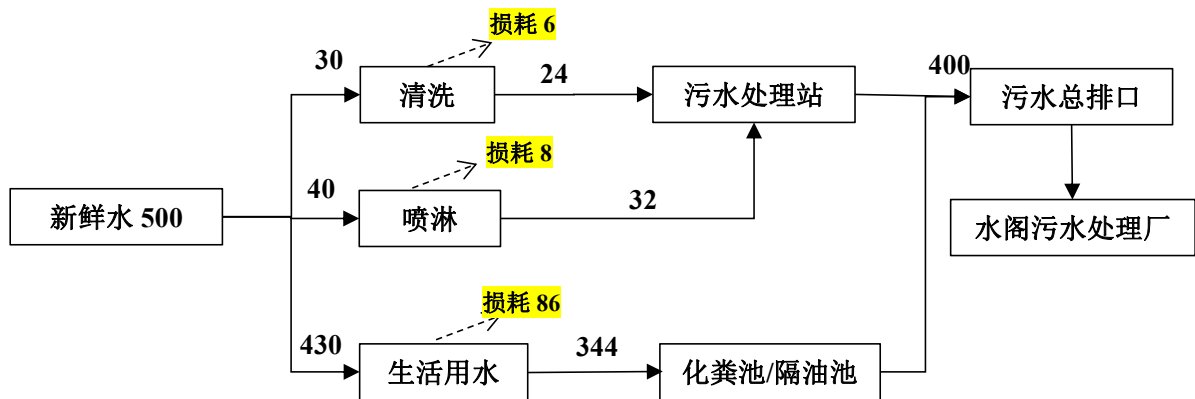 损耗 6
30
清洗
24
污水处理站
400
污水总排口
损耗 8
新鲜水 500
40
喷淋
32
水阁污水处理厂
损耗 86
430
生活用水
344
化粪池/隔油池